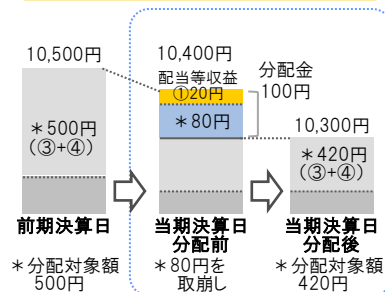 10,500円
10,400円
配当等収益
①20円
分配金
100円
＊80円
＊500円
（③+④）
10,300円
＊420円
（③+④）
前期決算日
当期決算日
分配前
当期決算日
分配後
＊分配対象額
500円
＊80円を
取崩し
＊分配対象額
420円